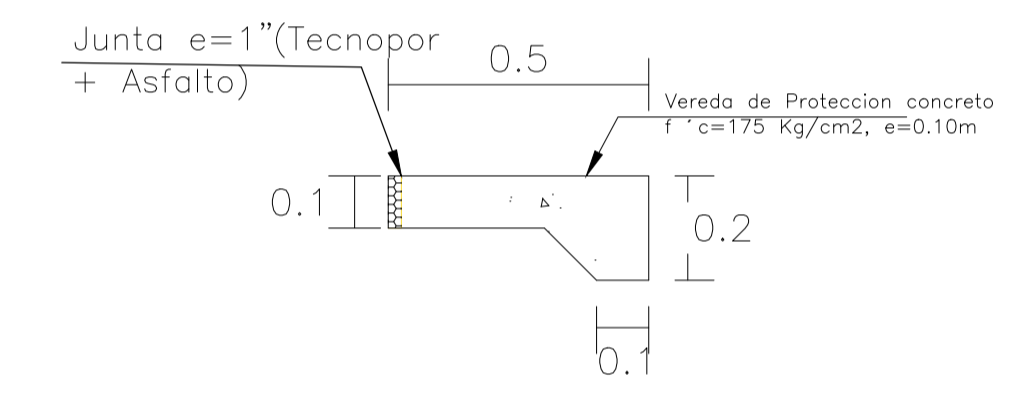 Junta e=1”(Tecnopor
+ Asfalto)
0.5
Vereda de Proteccion concreto
f ´c=175 Kg/cm2, e=0.10m
0.1
0.2
0.1